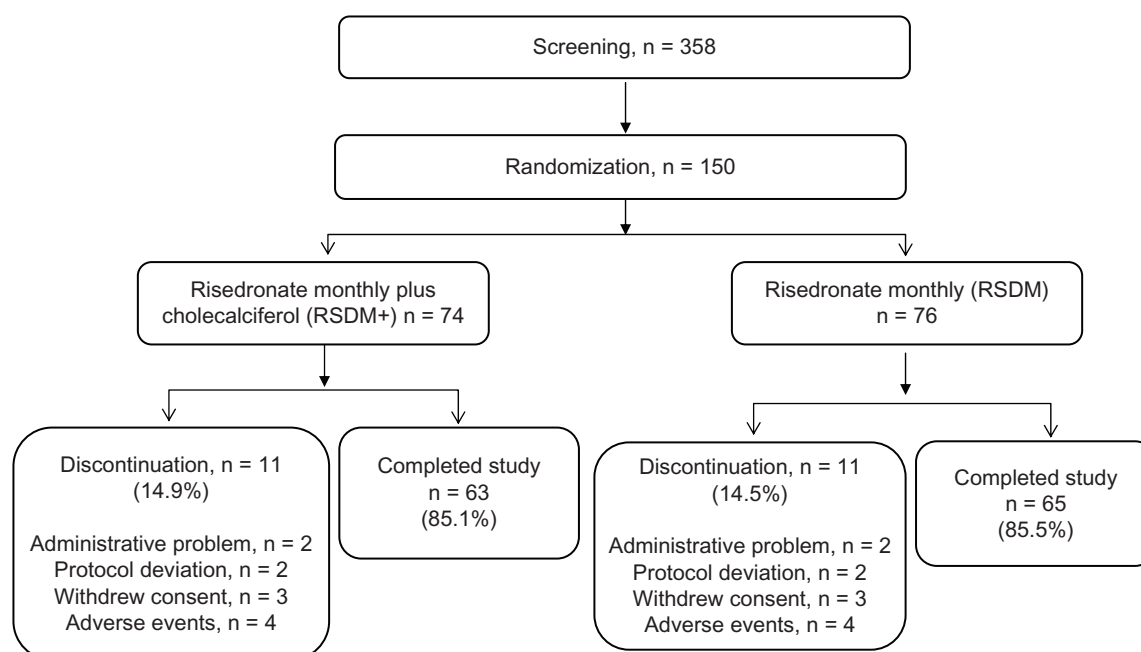 Screening, n = 358
Randomization, n = 150
Risedronate monthly plus
cholecalciferol (RSDM+) n = 74
Risedronate monthly (RSDM)
n = 76
Discontinuation, n = 11
(14.9%)
Administrative problem, n = 2
Protocol deviation, n = 2
Withdrew consent, n = 3
Adverse events, n = 4
Completed study
n = 63
(85.1%)
Discontinuation, n = 11
(14.5%)
Administrative problem, n = 2
Protocol deviation, n = 2
Withdrew consent, n = 3
Adverse events, n = 4
Completed study
n = 65
(85.5%)